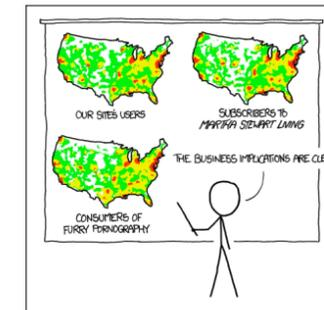 OUR SITE'S USERS
SUBSCRIBERS TO
MARTHA STEWART LIVING
THE BUSINESS IMPLICATIONS ARE CLE
CONSUMERS OF
FURRY PORNOGRAPHY